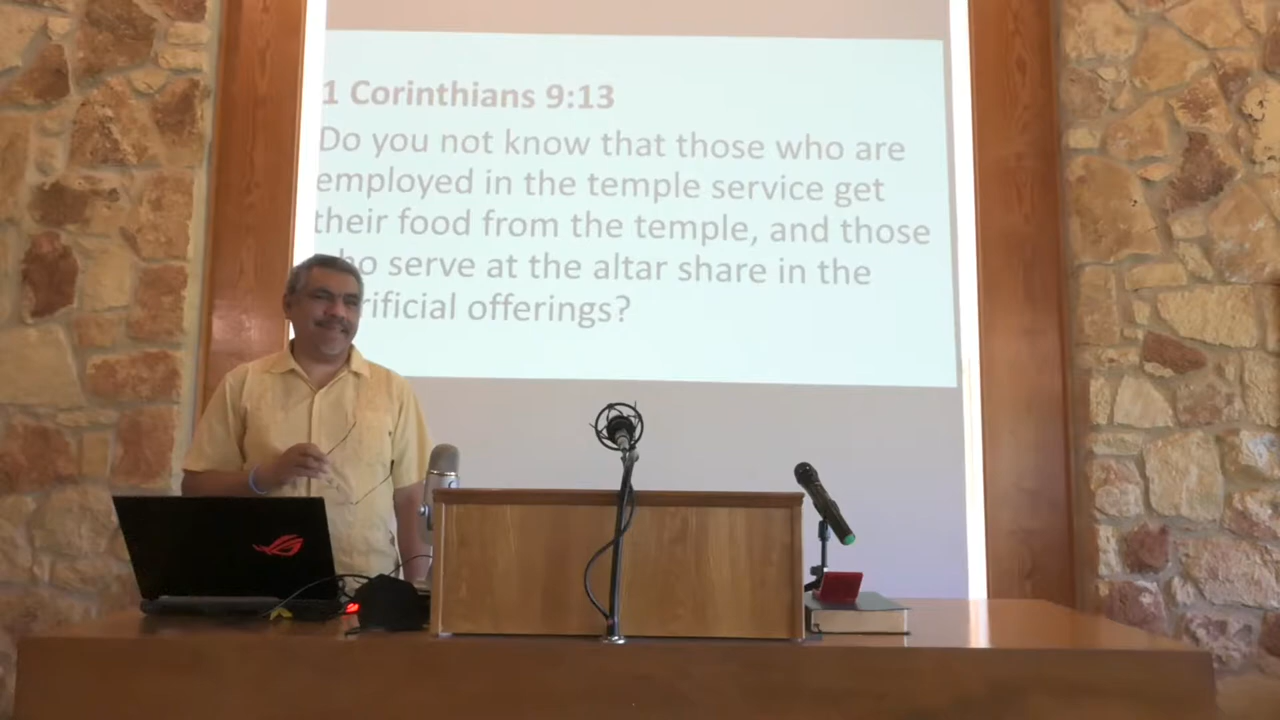 1 Corinthians 9:13
Do you not know that those who are
employed in the temple service get
their food from the temple, and those
serve at the altar share in the
offerings?